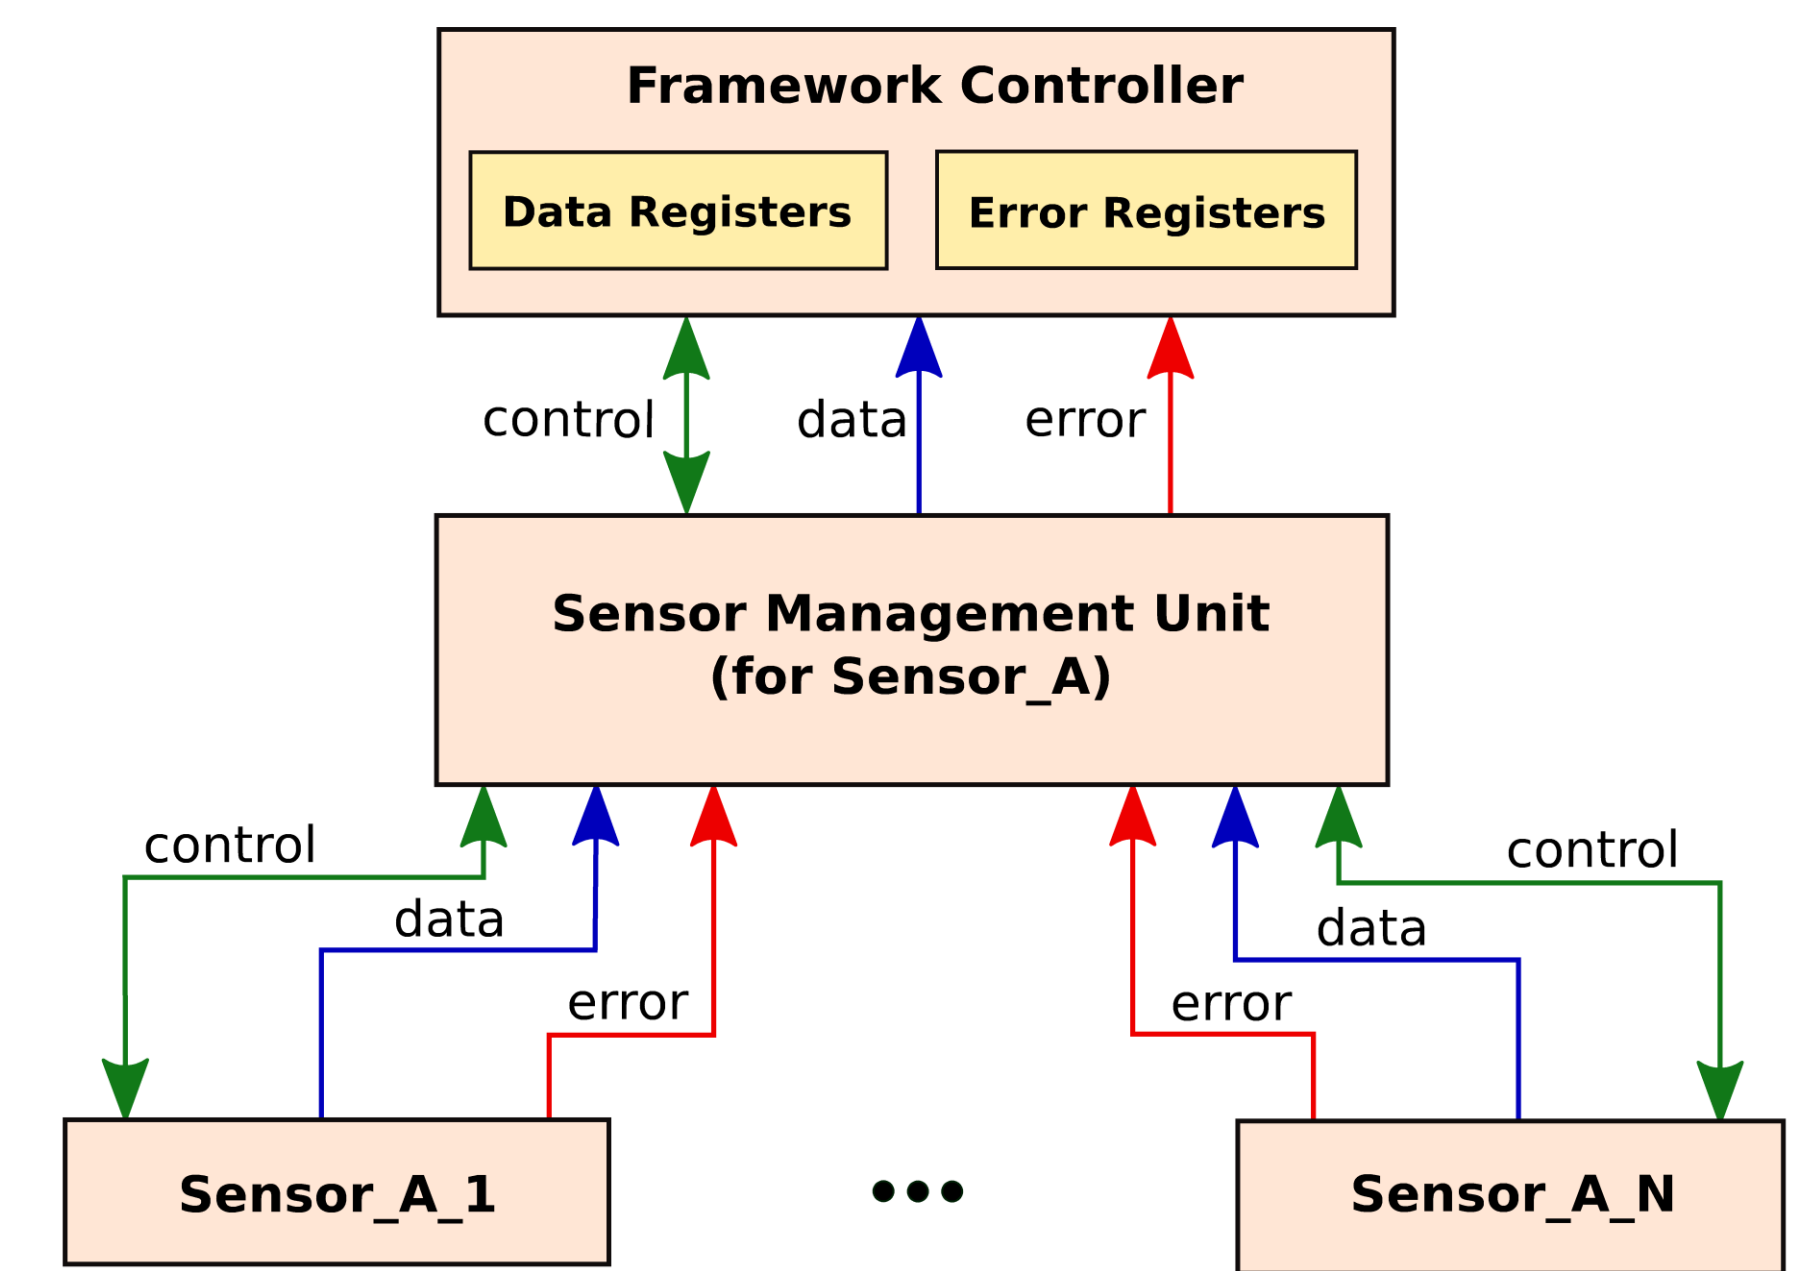 Framework Controller
Data Registers
Error Registers
control
data
error
Sensor Management Unit
(for Sensor_A)
control
control
data
data
error
error
Sensor_A_1
•••
Sensor_A_N